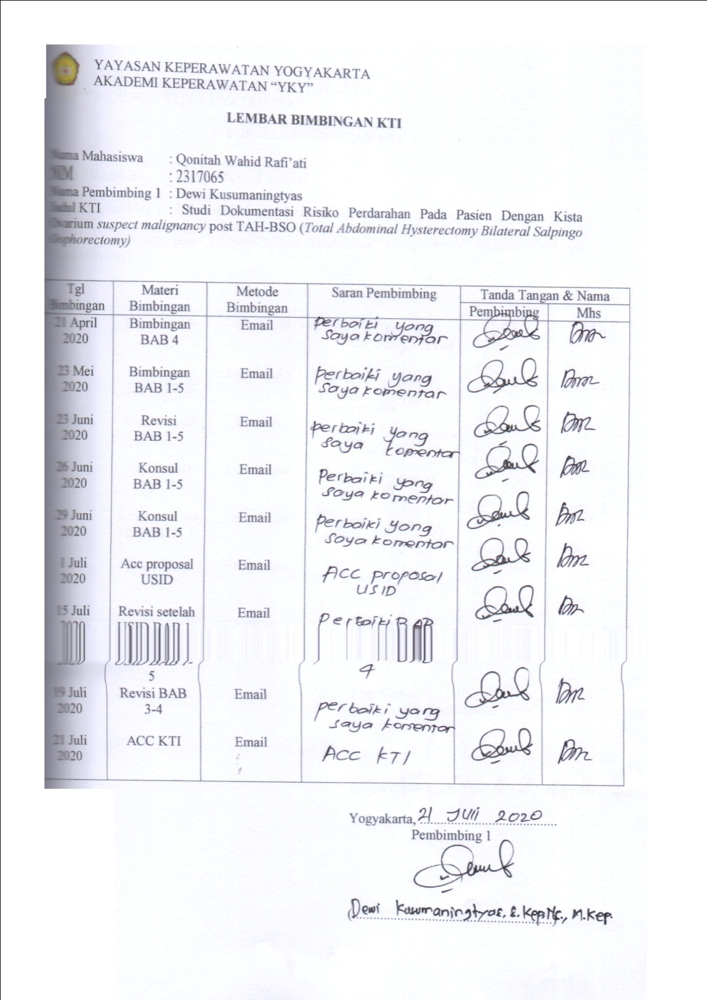 YAYASAN KEPERAWATAN YOGYAKARTA
AKADEMI KEPERAWATAN “YKY”
LEMBAR BIMBINGAN KTI
Nama Mahasiswa : Qonitah Wahid Rafi’ati
NIM : 2317065
Nama Pembimbing 1 : Dewi Kusumaningtyas
Judul KTI : Studi Dokumentasi Risiko Perdarahan Pada Pasien Dengan Kista
Ovarium suspect malignancy post TAH-BSO (Total Abdominal Hysterectomy Bilateral Salpingo
Oophorectomy)
Tgl Bimbingan Materi Bimbingan Metode Bimbingan Saran Pembimbing Tanda Tangan & Nama
Pembimbing Mhs
21 April Bimbingan Email perbaiki yang
2020 BAB 4 saya komentar
23 Mei Bimbingan Email perbaiki yang
2020 BAB 1-5 saya komentar
23 Juni Revisi Email perbaiki yang
2020 BAB 1-5 saya komentar
26 Juni Konsul Email Perbaiki yang
2020 BAB 1-5 saya komentar
29 Juni Konsul Email perbaiki yang
2020 BAB 1-5 saya komentar
1 Juli Acc proposal Email ACC proposal
2020 USID USID
15 Juli Revisi setelah Email Perbaiki BAB
2020 USID BAB 1-
5 4
19 Juli Revisi BAB Email perbaiki yang
2020 3-4 saya komentar
21 Juli ACC KTI Email ACC KTI
2020
Yogyakarta, 21 Juli 2020
Pembimbing 1
Dewi Kusumaningtyas, S.Kep.Ns., M.Kep.